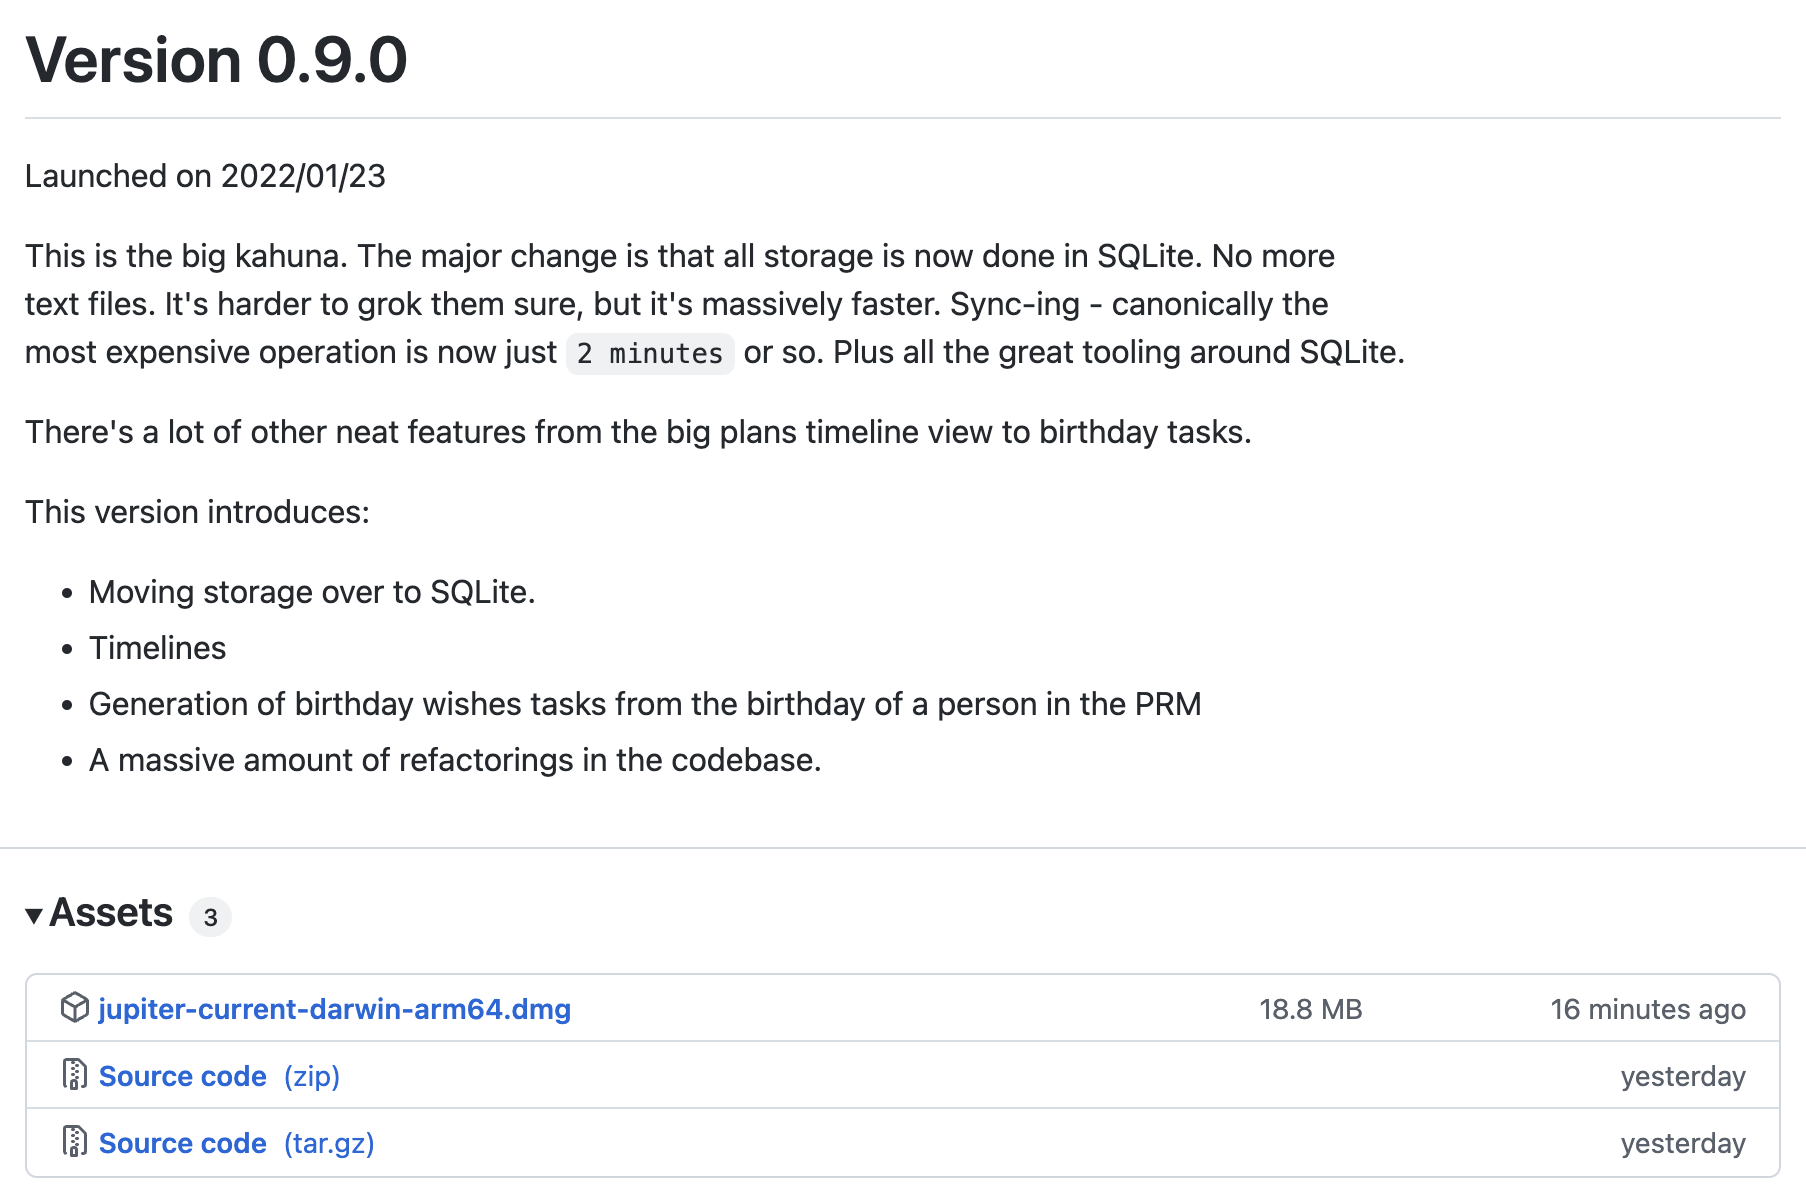 Version 0.9.0
Launched on 2022/01/23
This is the big kahuna. The major change is that all storage is now done in SQLite. No more
text files. It's harder to grok them sure, but it's massively faster. Sync-ing - canonically the
most expensive operation is now just 2 minutes or so. Plus all the great tooling around SQLite.
There's a lot of other neat features from the big plans timeline view to birthday tasks.
This version introduces:
• Moving storage over to SQLite.
• Timelines
• Generation of birthday wishes tasks from the birthday of a person in the PRM
• A massive amount of refactorings in the codebase.
▾ Assets 3
jupiter-current-darwin-arm64.dmg 18.8 MB 16 minutes ago
Source code (zip) yesterday
Source code (tar.gz) yesterday